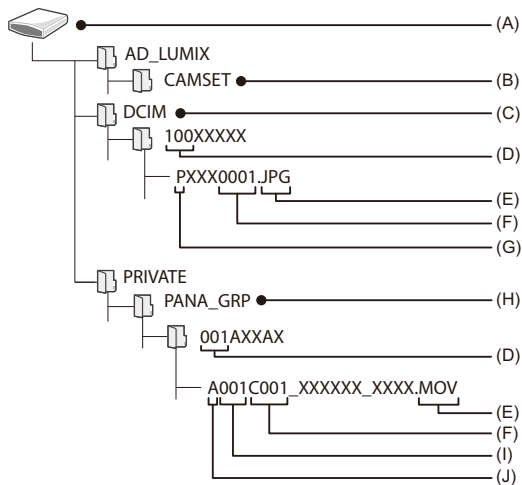 (A)
AD_LUMIX
CAMSET (B)
DCIM (C)
100XXXXX
(D)
PXXX0001.JPG
(E)
(F)
(G)
PRIVATE
PANA_GRP (H)
001AXXAX
(D)
A001C001_XXXXXX_XXXX.MOV
(E)
(F)
(I)
(J)